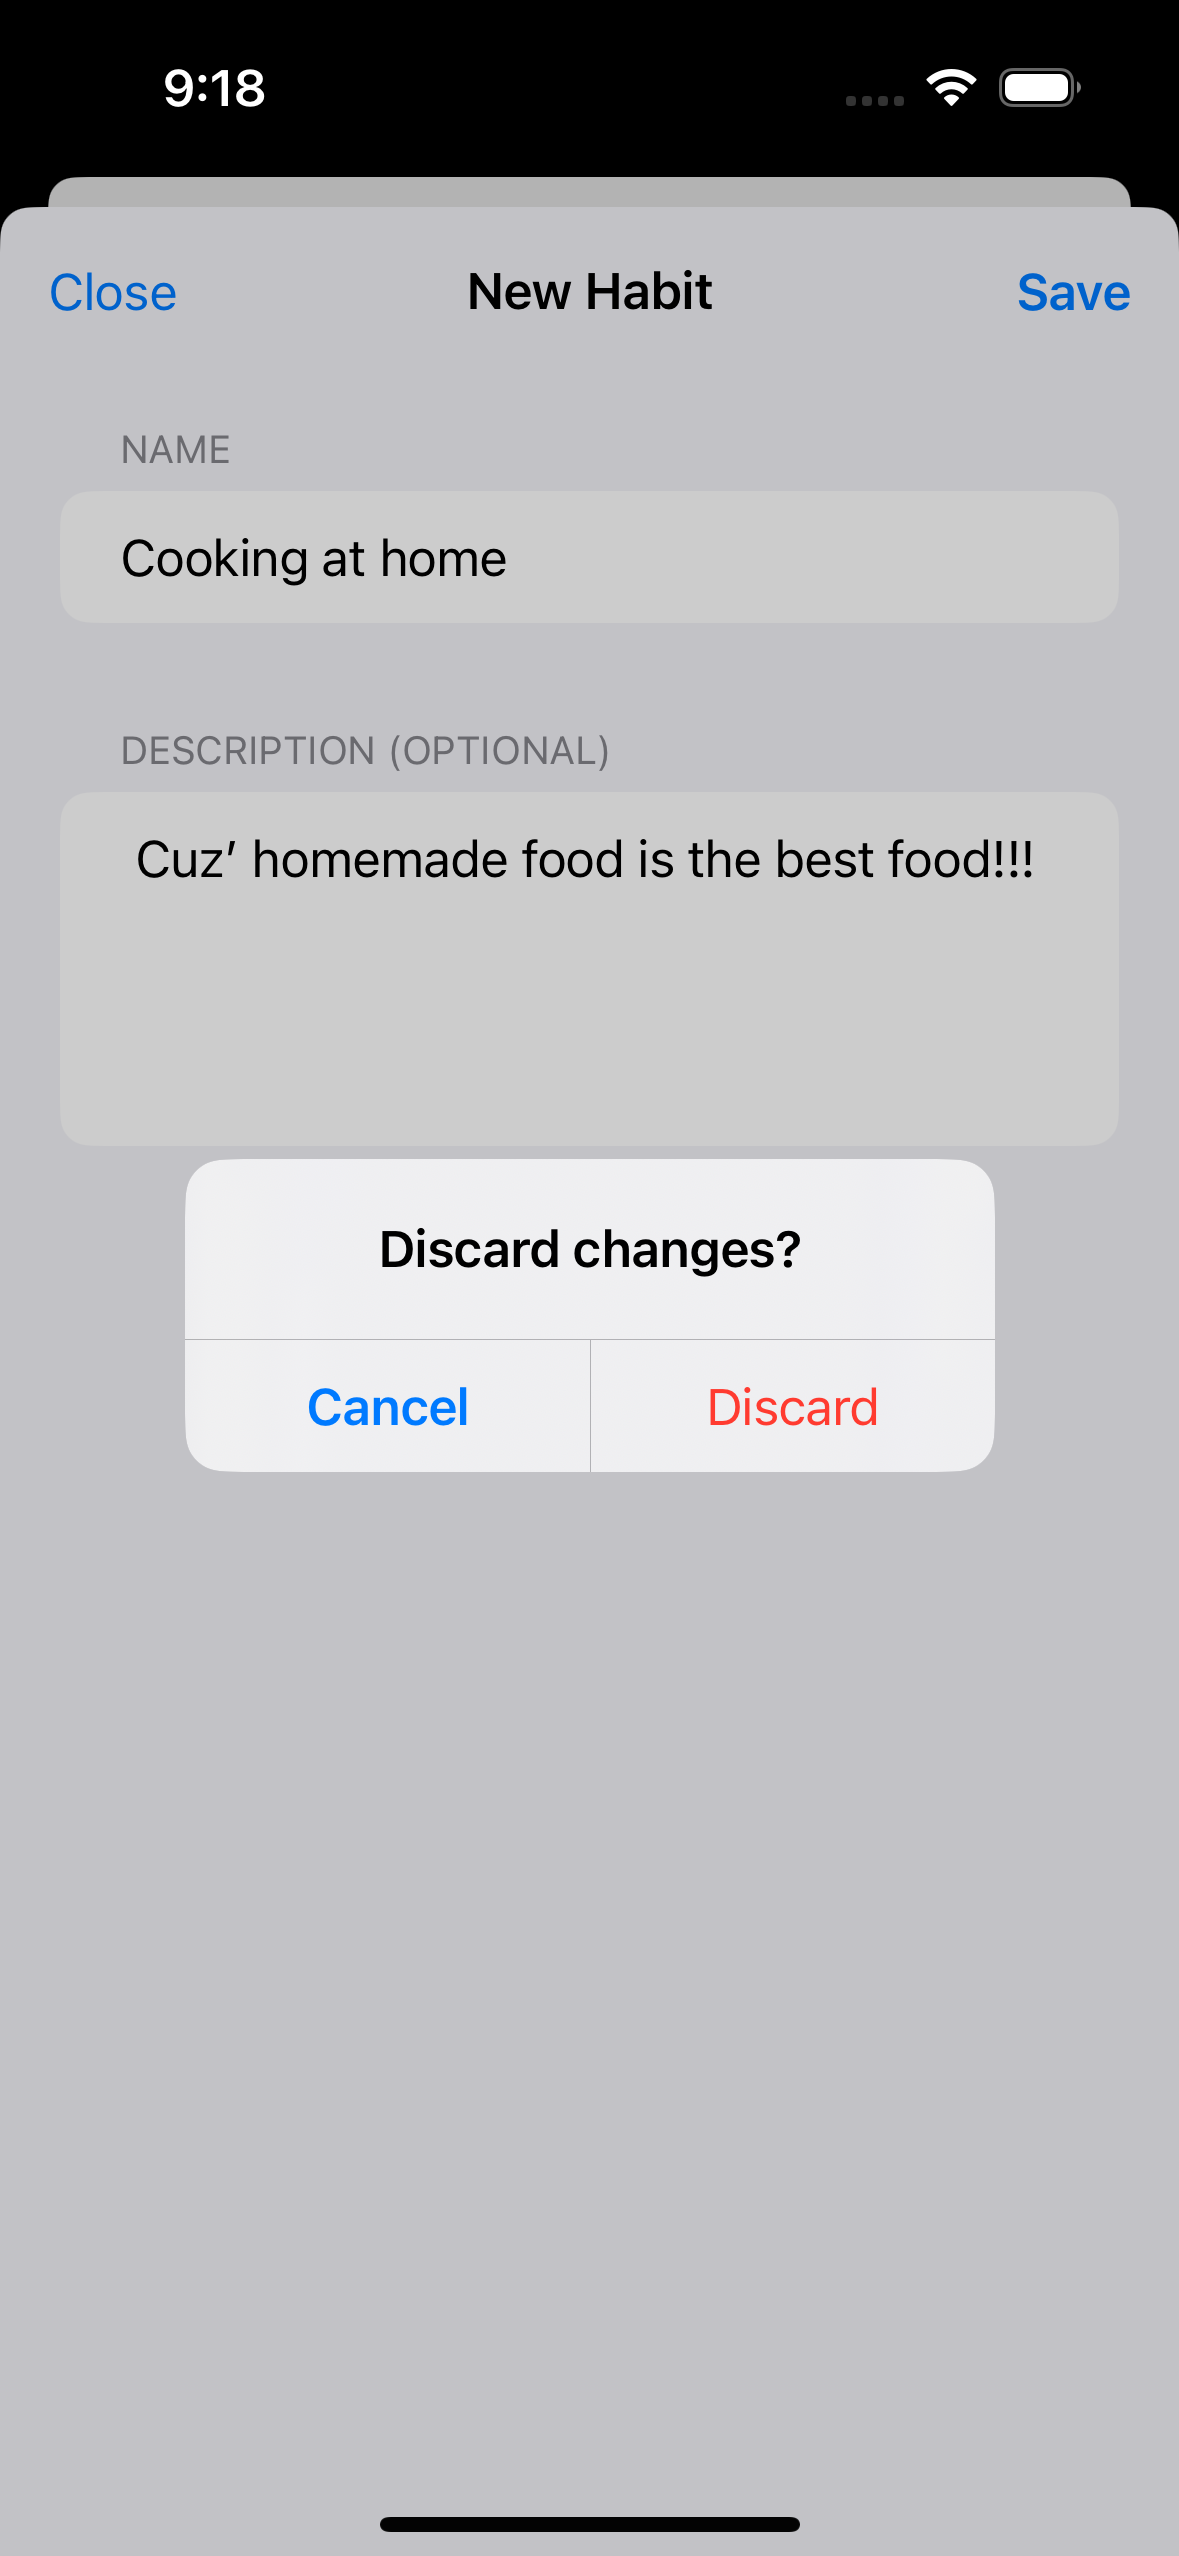 9:18
Close New Habit Save
NAME
Cooking at home
DESCRIPTION (OPTIONAL)
Cuz’ homemade food is the best food!!!
Discard changes?
Cancel Discard